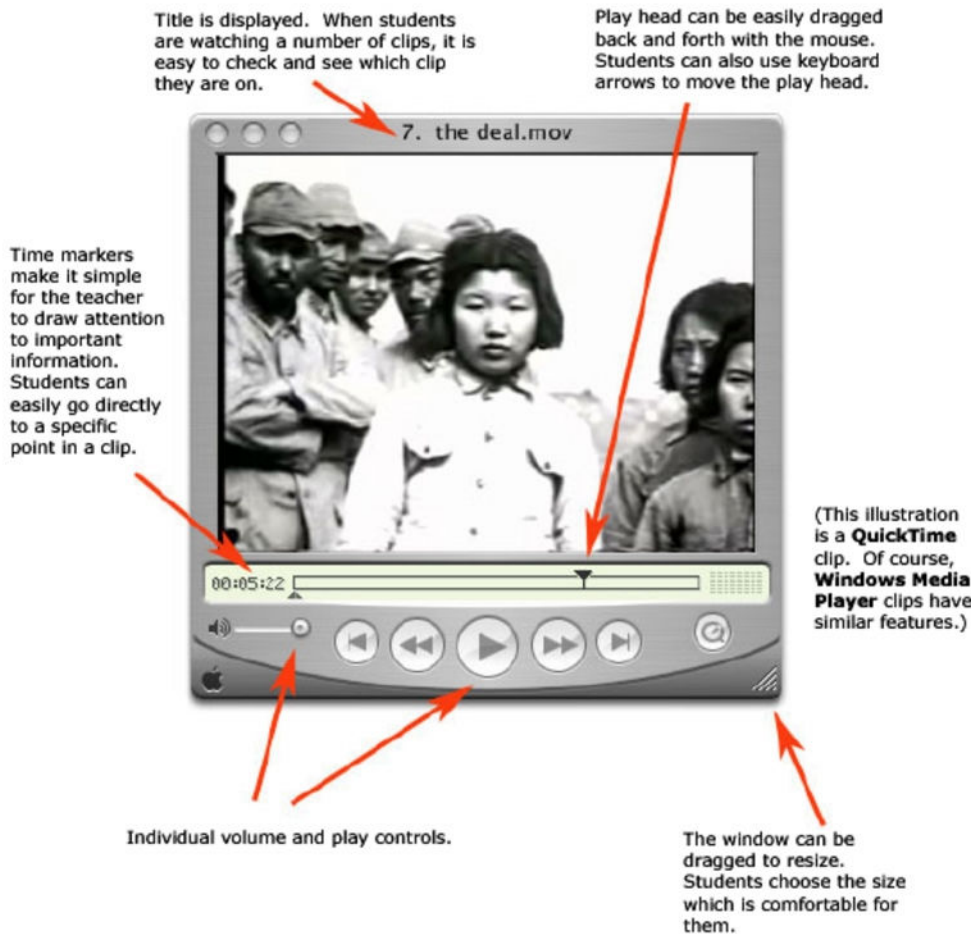 Title is displayed.  When students
are watching a number of clips, it is
easy to check and see which clip
they are on.
Play head can be easily dragged
back and forth with the mouse.
Students can also use keyboard
arrows to move the play head.
7.  the deal.mov
Time markers
make it simple
for the teacher
to draw attention
to important
information.
Students can
easily go directly
to a specific
point in a clip.
(This illustration
is a QuickTime
clip.  Of course,
Windows Media
Player clips have
similar features.)
00:05:22
Individual volume and play controls.
The window can be
dragged to resize.
Students choose the size
which is comfortable for
them.